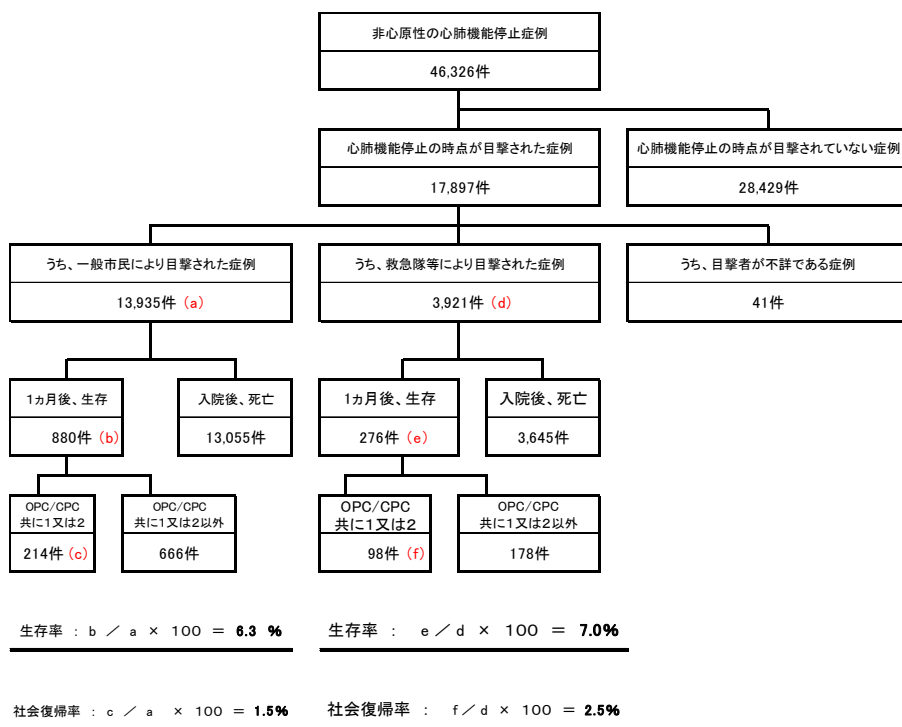 非心原性の心肺機能停止症例
46,326件
心肺機能停止の時点が目撃された症例
17,897件
心肺機能停止の時点が目撃されていない症例
28,429件
うち、一般市民により目撃された症例
13,935件 (a)
うち、救急隊等により目撃された症例
3,921件 (d)
うち、目撃者が不詳である症例
41件
1ヵ月後、生存
880件 (b)
入院後、死亡
13,055件
1ヵ月後、生存
276件 (e)
入院後、死亡
3,645件
OPC/CPC
共に1又は2
214件 (c)
OPC/CPC
共に1又は2以外
666件
OPC/CPC
共に1又は2
98件 (f)
OPC/CPC
共に1又は2以外
178件
生存率 : b / a × 100 = 6.3 %
生存率 : e / d × 100 = 7.0%
社会復帰率 : c / a × 100 = 1.5%
社会復帰率 : f / d × 100 = 2.5%